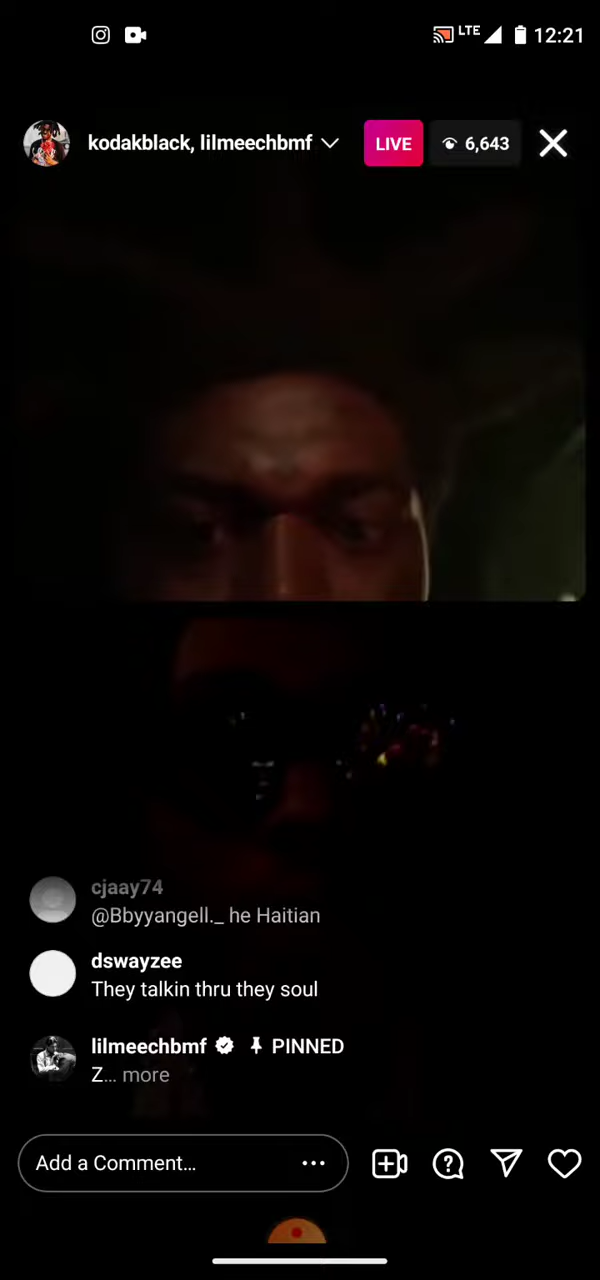 LTE 12:21
kodakblack, lilmeechbmf LIVE 6,643
cjaay74
@Bbyyangell._ he Haitian
dswayzee
They talkin thru they soul
lilmeechbmf PINNED
Z... more
Add a Comment...